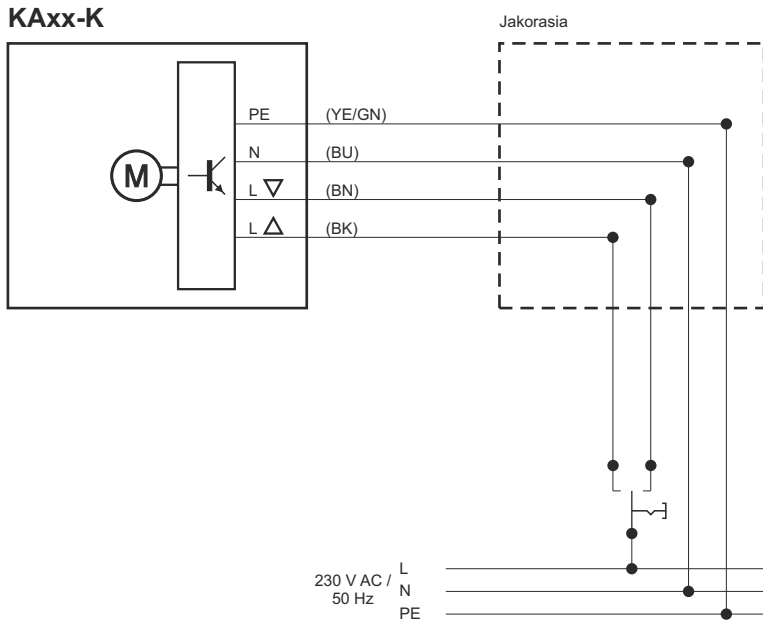 KAxx-K
Jakorasia
PE (YE/GN)
N (BU)
M
L (BN)
L (BK)
L
230 V AC /
N
50 Hz
PE